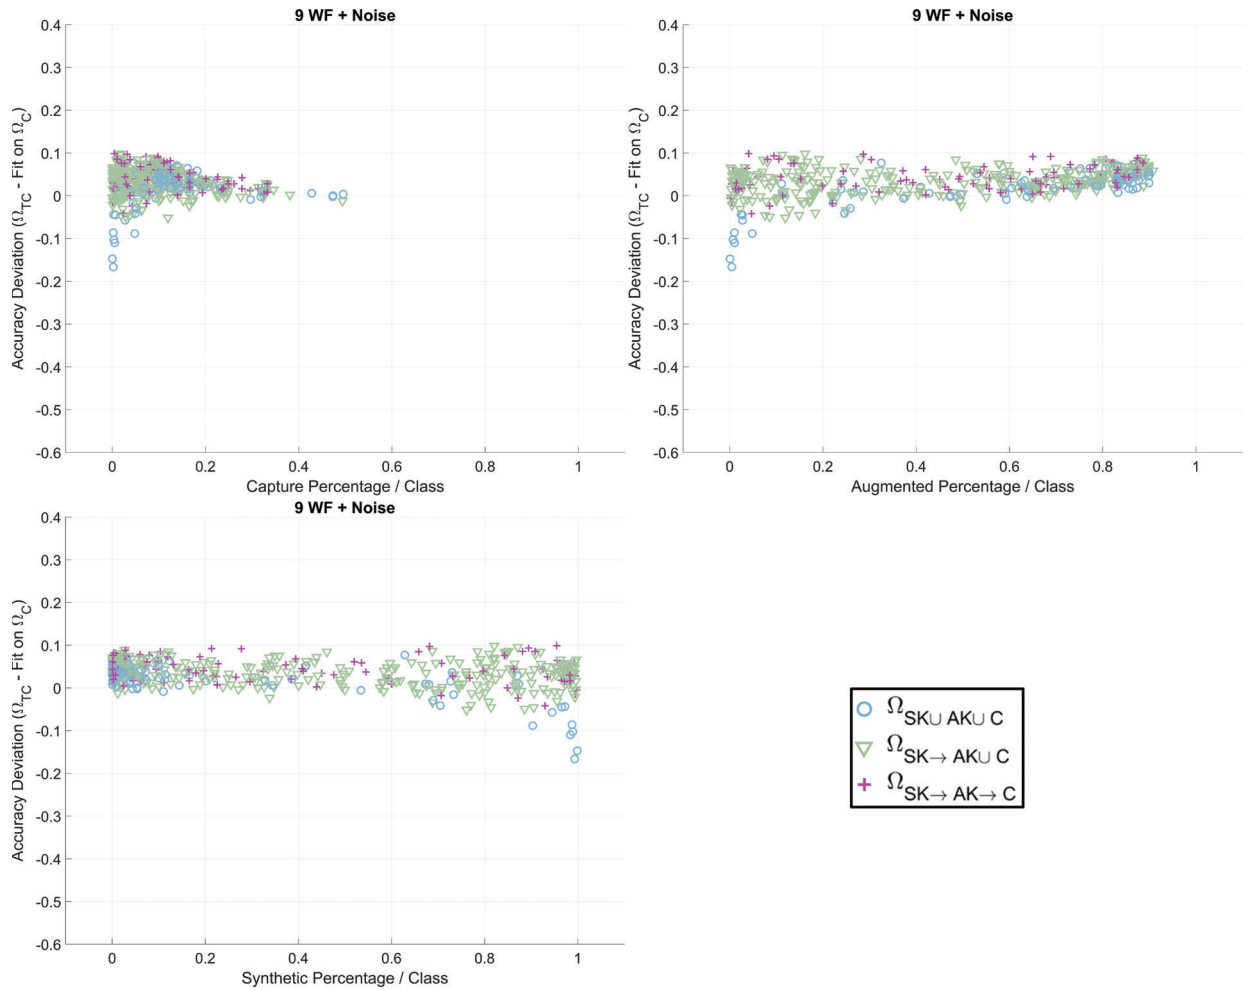 9 WF + Noise
0.4
0.3
0.2
0.1
0
-0.1
-0.2
-0.3
-0.4
-0.5
-0.6
Accuracy Deviation (Ω_TC - Fit on Ω_C)
0 0.2 0.4 0.6 0.8 1
Capture Percentage / Class
9 WF + Noise
0.4
0.3
0.2
0.1
0
-0.1
-0.2
-0.3
-0.4
-0.5
-0.6
Accuracy Deviation (Ω_TC - Fit on Ω_C)
0 0.2 0.4 0.6 0.8 1
Augmented Percentage / Class
9 WF + Noise
0.4
0.3
0.2
0.1
0
-0.1
-0.2
-0.3
-0.4
-0.5
-0.6
Accuracy Deviation (Ω_TC - Fit on Ω_C)
0 0.2 0.4 0.6 0.8 1
Synthetic Percentage / Class
Ω_SK∪ AK∪ C
Ω_SK→ AK∪ C
Ω_SK→ AK→ C